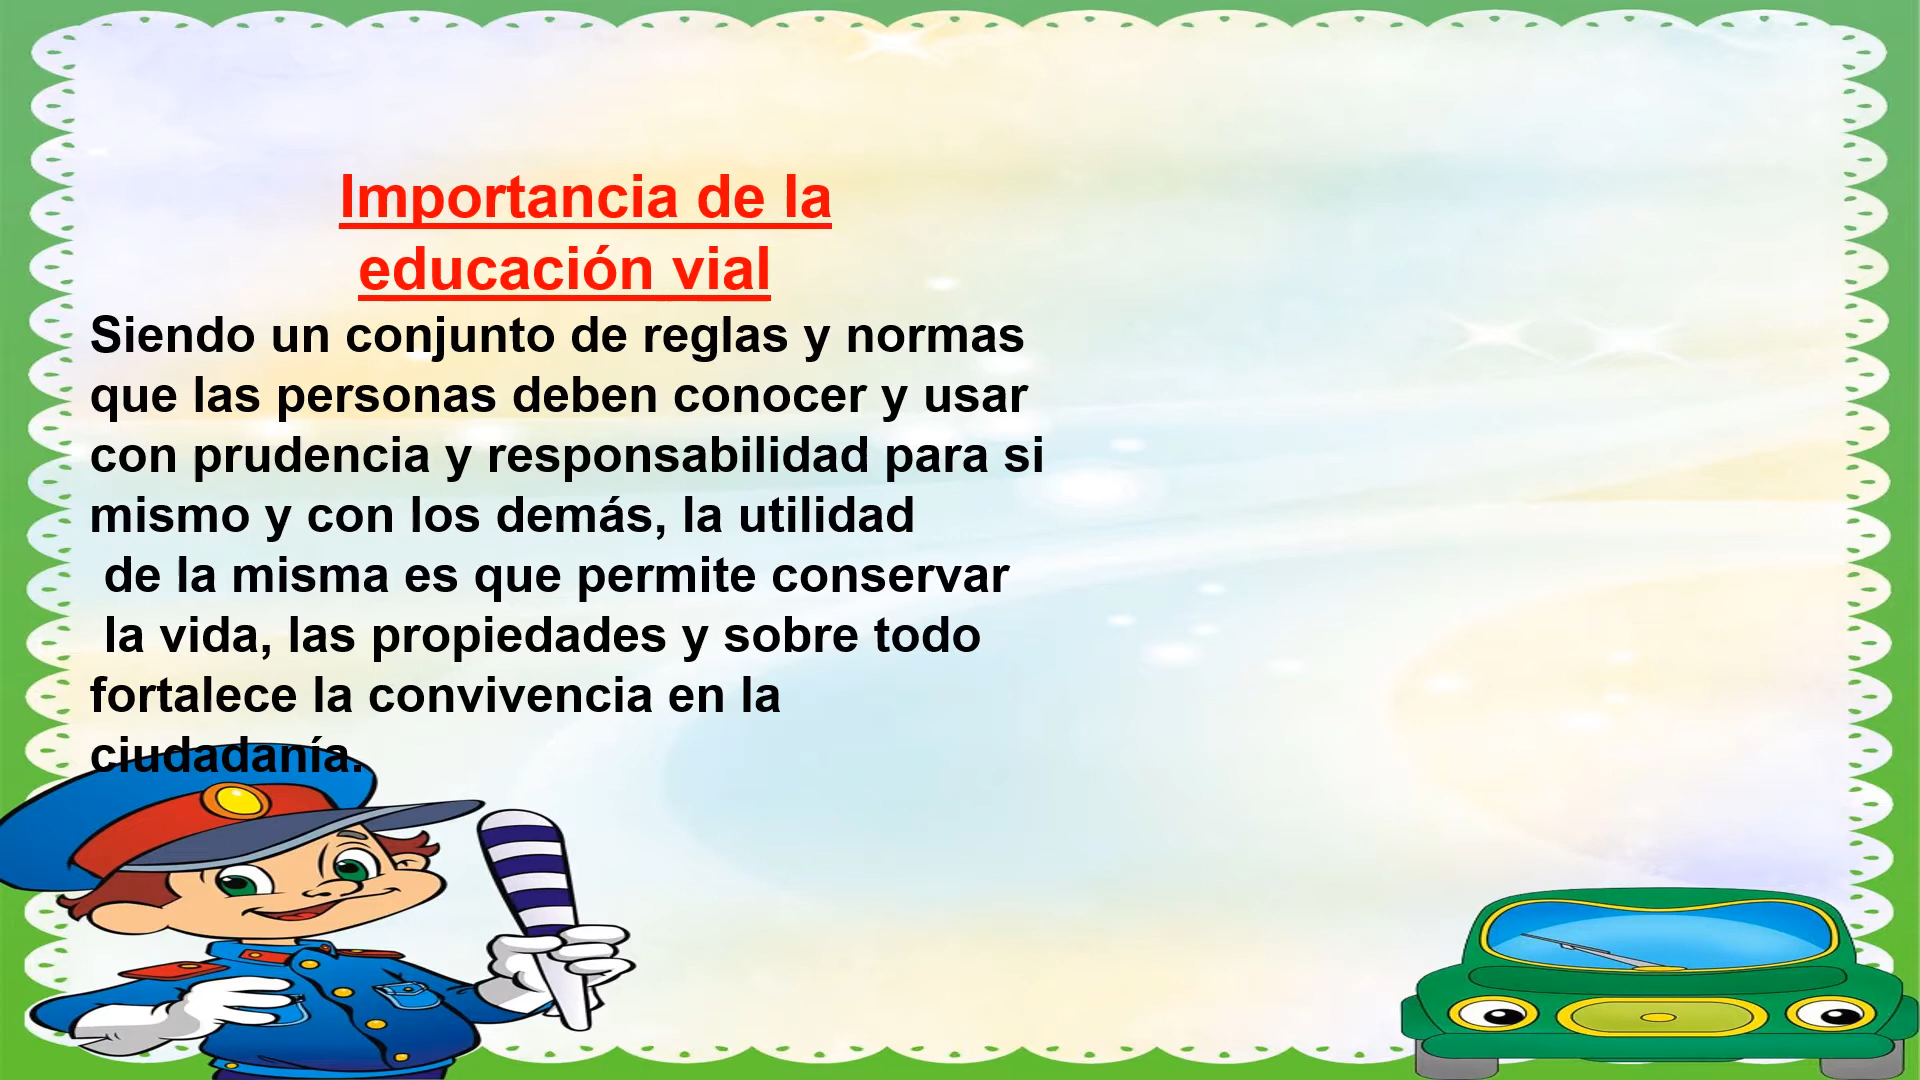 Importancia de la
educación vial
Siendo un conjunto de reglas y normas
que las personas deben conocer y usar
con prudencia y responsabilidad para si
mismo y con los demás, la utilidad
de la misma es que permite conservar
la vida, las propiedades y sobre todo
fortalece la convivencia en la
ciudadanía.